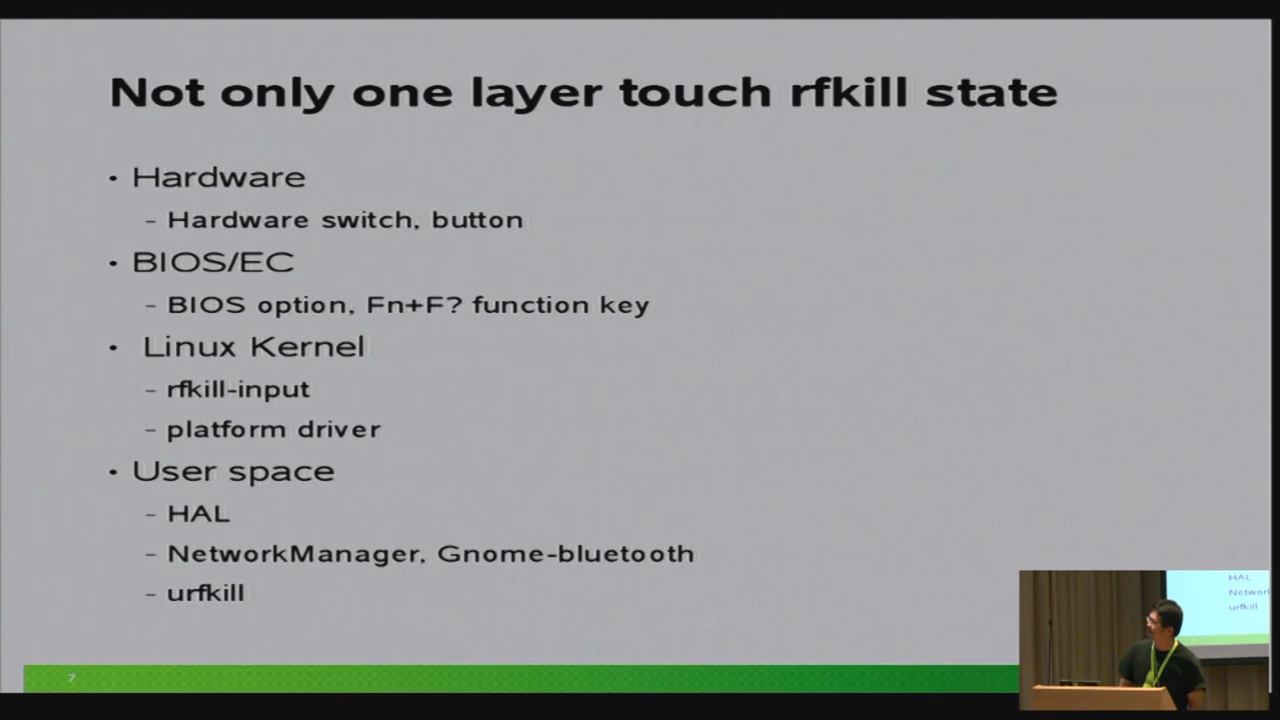 Not only one layer touch rfkill state
• Hardware
– Hardware switch, button
• BIOS/EC
– BIOS option, Fn+F? function key
• Linux Kernel
– rfkill-input
– platform driver
• User space
– HAL
– NetworkManager, Gnome-bluetooth
– urfkill
7
– HAL
– Network
– urfkill